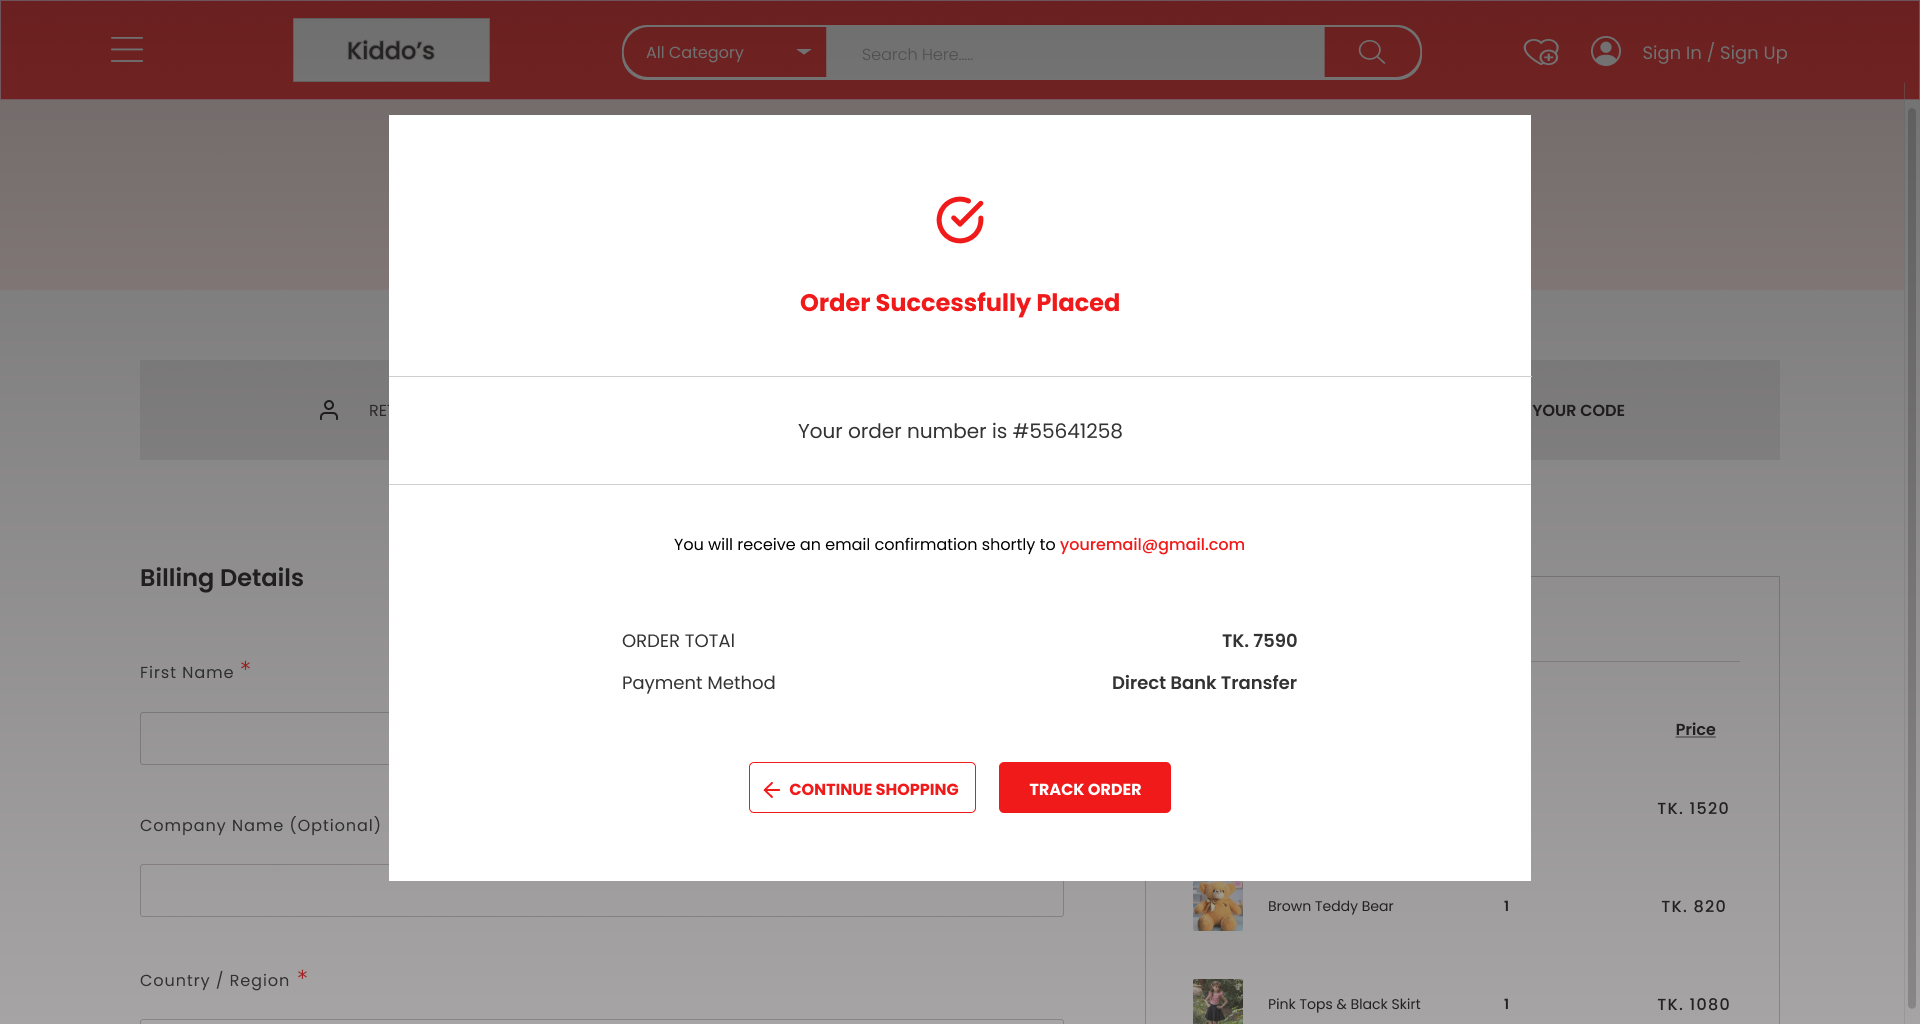 Kiddo’s
All Category
Search Here.....
Sign In / Sign Up
Order Successfully Placed
YOUR CODE
Your order number is #55641258
You will receive an email confirmation shortly to youremail@gmail.com
Billing Details
ORDER TOTAl TK. 7590
First Name *
Payment Method Direct Bank Transfer
Price
CONTINUE SHOPPING
TRACK ORDER
TK. 1520
Company Name (Optional)
Brown Teddy Bear 1 TK. 820
Country / Region *
Pink Tops & Black Skirt 1 TK. 1080